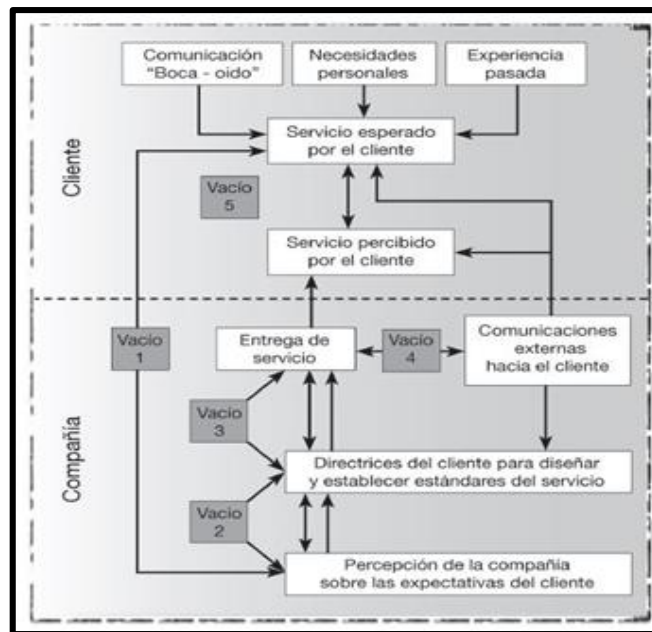 Comunicación
"Boca - oido"
Necesidades
personales
Experiencia
pasada
Servicio esperado
por el cliente
Cliente
Vacío
5
Servicio percibido
por el cliente
Vacío
1
Entrega de
servicio
Vacío
4
Comunicaciones
externas
hacia el cliente
Compañía
Vacío
3
Directrices del cliente para diseñar
y establecer estándares del servicio
Vacío
2
Percepción de la compañía
sobre las expectativas del cliente